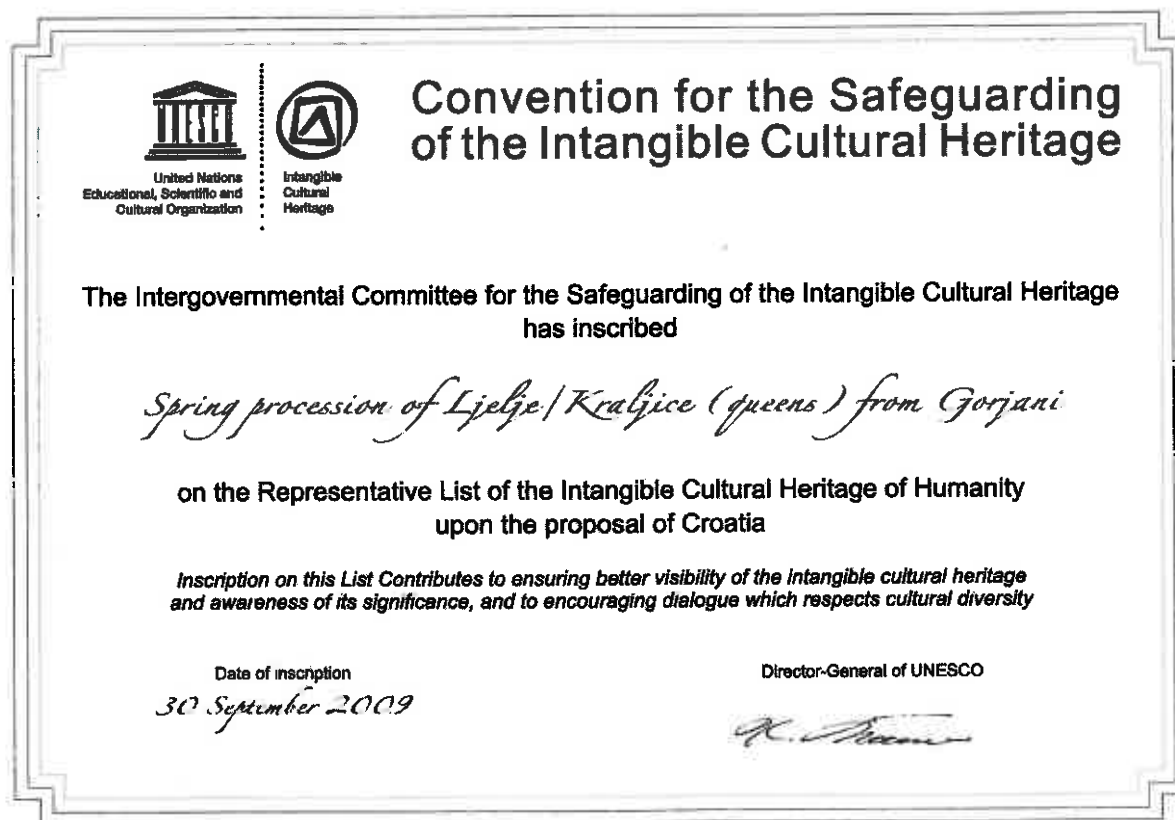 Convention for the Safeguarding
of the Intangible Cultural Heritage
United Nations
Educational, Scientific and
Cultural Organization
Intangible
Cultural
Heritage
The Intergovernmental Committee for the Safeguarding of the Intangible Cultural Heritage
has inscribed
Spring procession of Ljelje/Kraljice (queens) from Gorjani
on the Representative List of the Intangible Cultural Heritage of Humanity
upon the proposal of Croatia
Inscription on this List Contributes to ensuring better visibility of the intangible cultural heritage
and awareness of its significance, and to encouraging dialogue which respects cultural diversity
Date of inscription
30 September 2009
Director-General of UNESCO